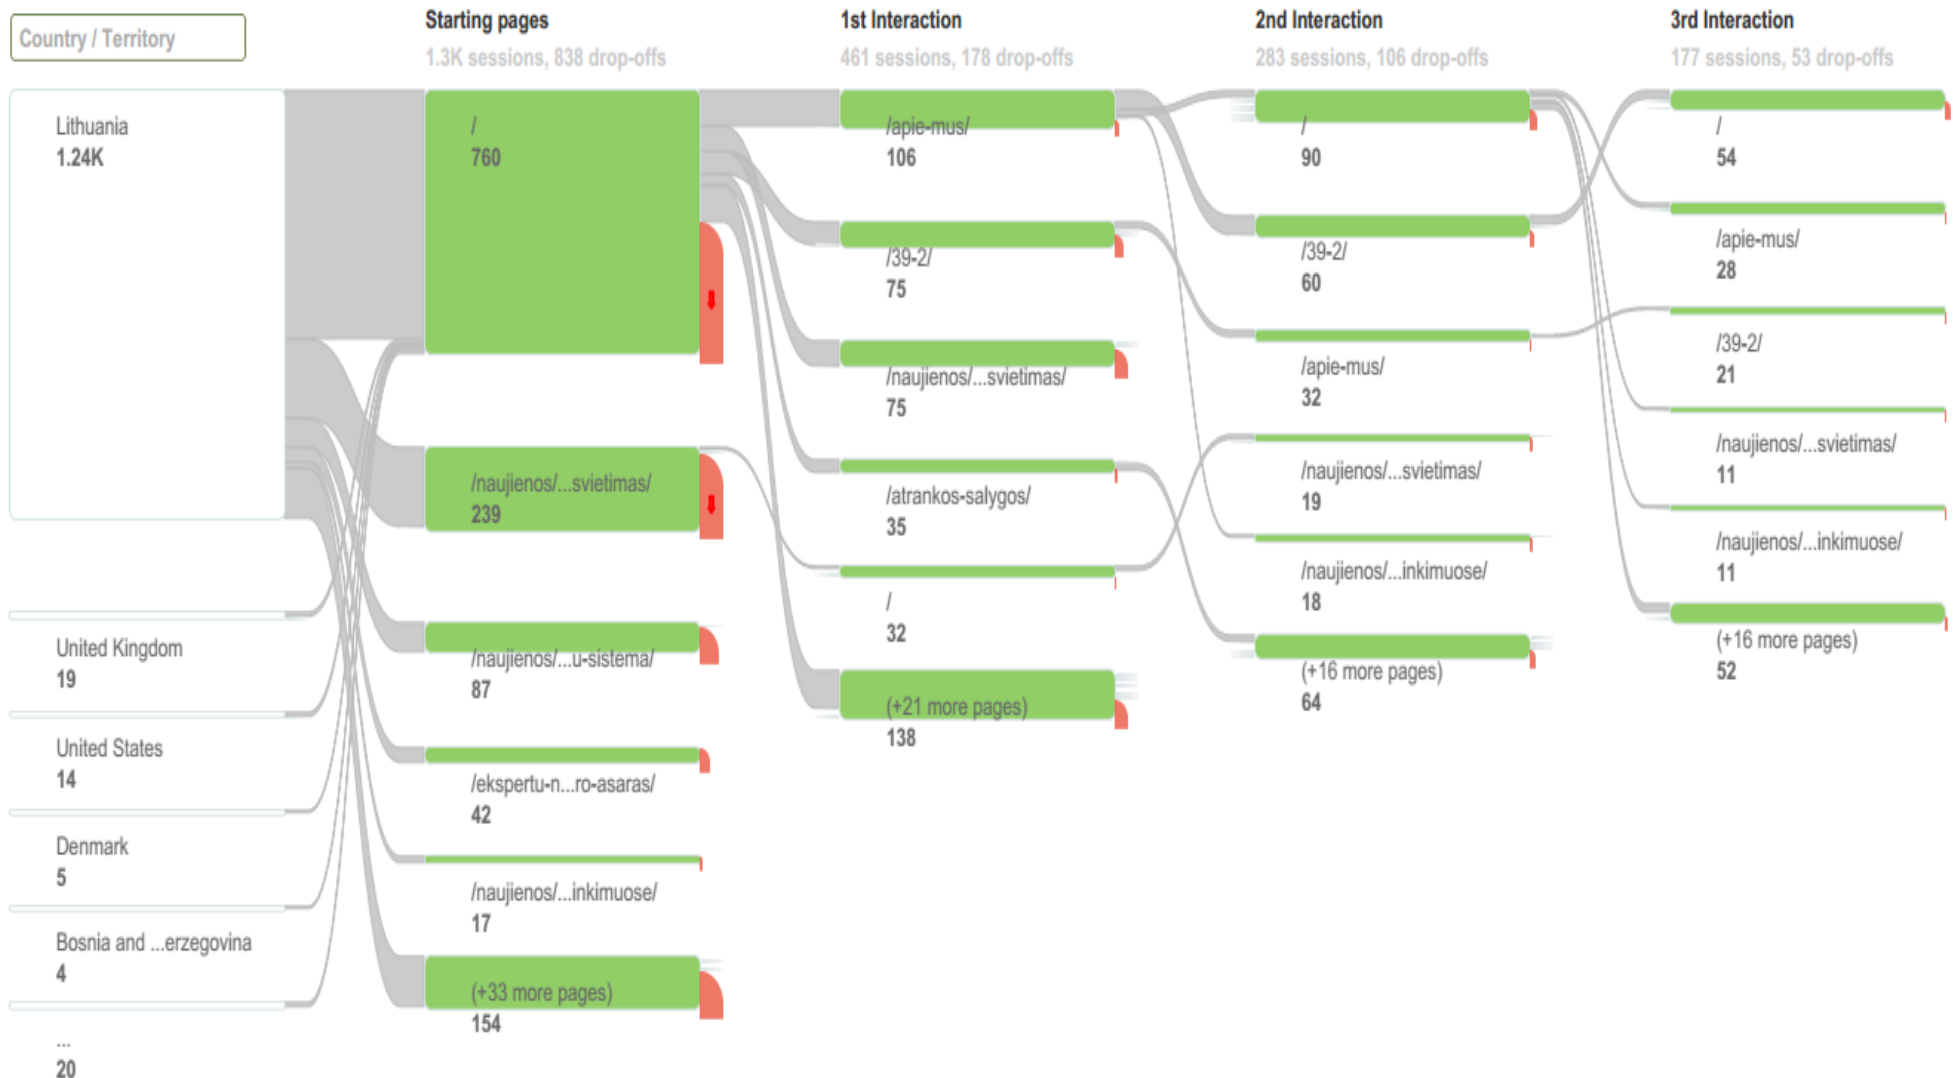 Country / Territory
Starting pages
1.3K sessions, 838 drop-offs
1st Interaction
461 sessions, 178 drop-offs
2nd Interaction
283 sessions, 106 drop-offs
3rd Interaction
177 sessions, 53 drop-offs
Lithuania
1.24K
United Kingdom
19
United States
14
Denmark
5
Bosnia and ...erzegovina
4
...
20
/
760
/naujienos/...svietimas/
239
/naujienos/...u-sistema/
87
/ekspertu-n...ro-asaras/
42
/naujienos/...inkimuose/
17
(+33 more pages)
154
/apie-mus/
106
/39-2/
75
/naujienos/...svietimas/
75
/atrankos-salygos/
35
/
32
(+21 more pages)
138
/
90
/39-2/
60
/apie-mus/
32
/naujienos/...svietimas/
19
/naujienos/...inkimuose/
18
(+16 more pages)
64
/
54
/apie-mus/
28
/39-2/
21
/naujienos/...svietimas/
11
/naujienos/...inkimuose/
11
(+16 more pages)
52